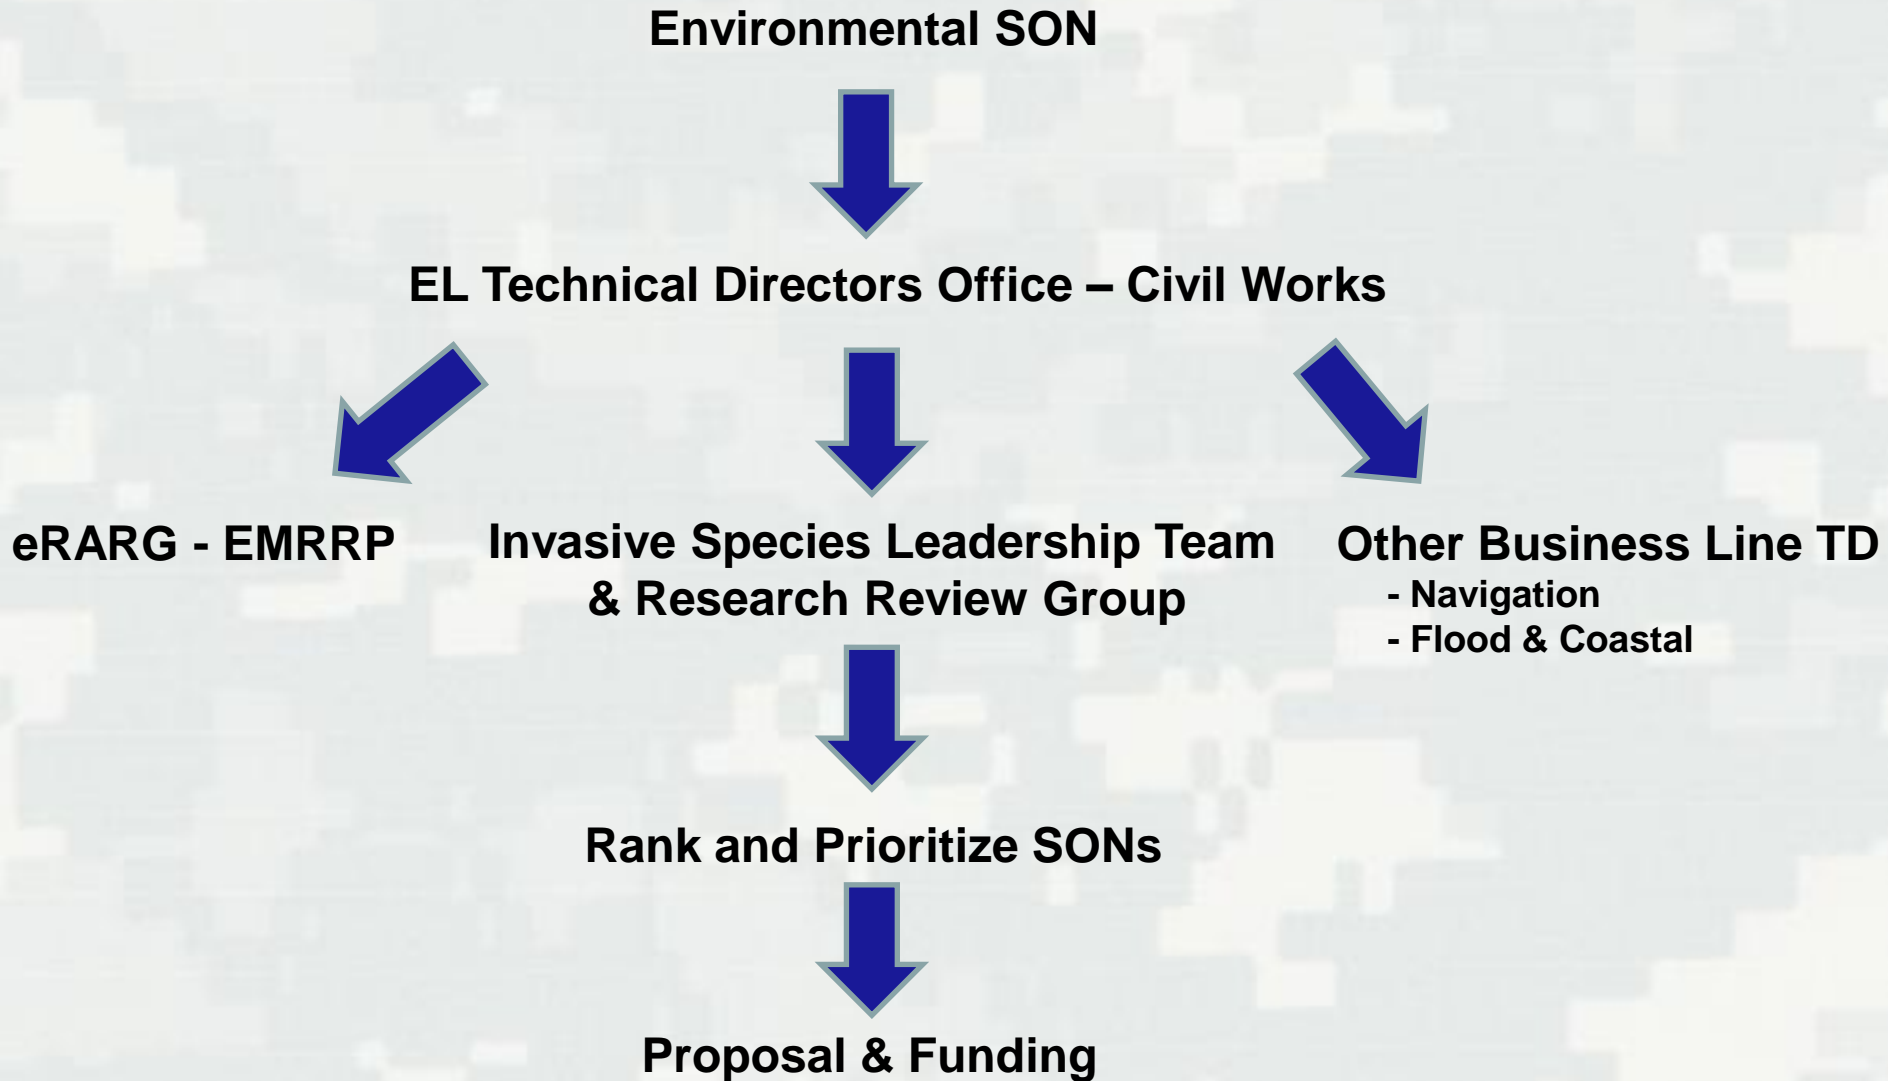 Environmental SON
EL Technical Directors Office – Civil Works
eRARG - EMRRP
Invasive Species Leadership Team
& Research Review Group
Other Business Line TD
- Navigation
- Flood & Coastal
Rank and Prioritize SONs
Proposal & Funding